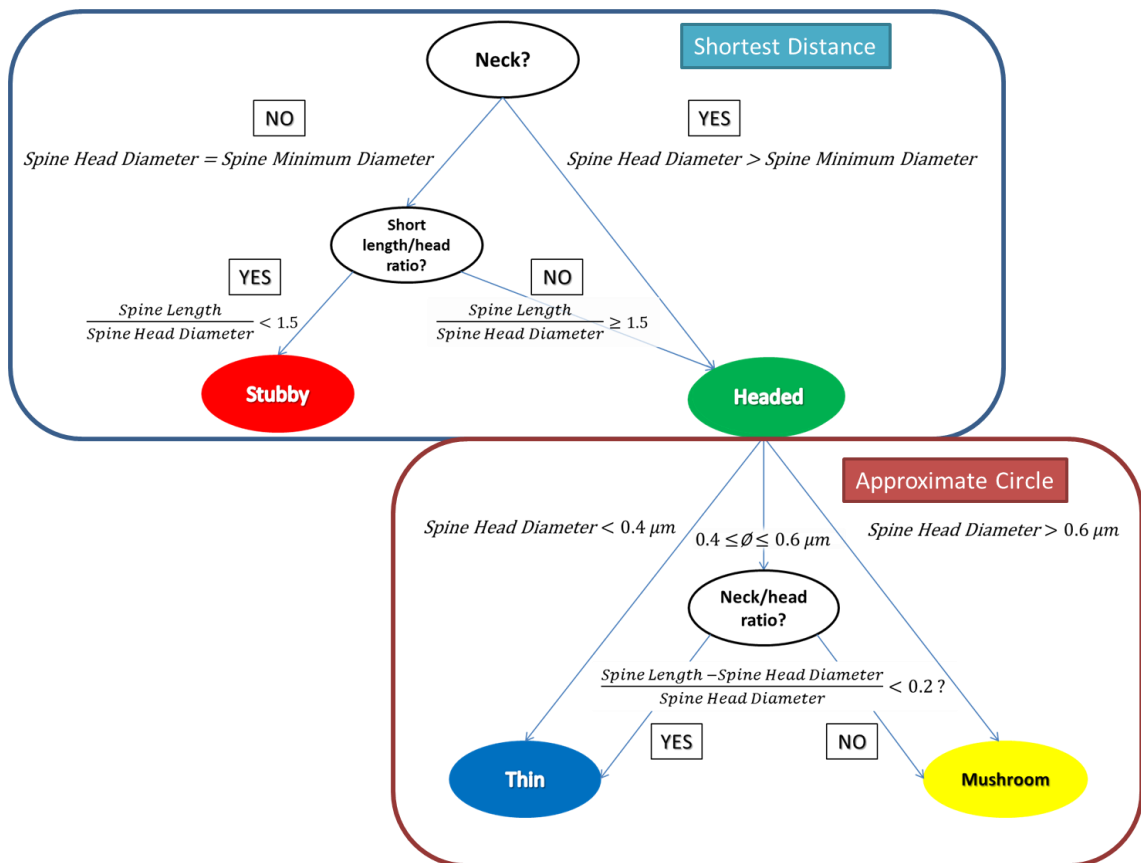 Shortest Distance
Neck?
NO
YES
Spine Head Diameter = Spine Minimum Diameter
Spine Head Diameter > Spine Minimum Diameter
Short
length/head
ratio?
YES
NO
Spine Length
Spine Head Diameter
< 1.5
Spine Length
Spine Head Diameter
≥ 1.5
Stubby
Headed
Approximate Circle
Spine Head Diameter < 0.4 μm
0.4 ≤ø≤ 0.6 μm
Spine Head Diameter > 0.6 μm
Neck/head
ratio?
Spine Length −Spine Head Diameter
Spine Head Diameter
< 0.2 ?
YES
NO
Thin
Mushroom